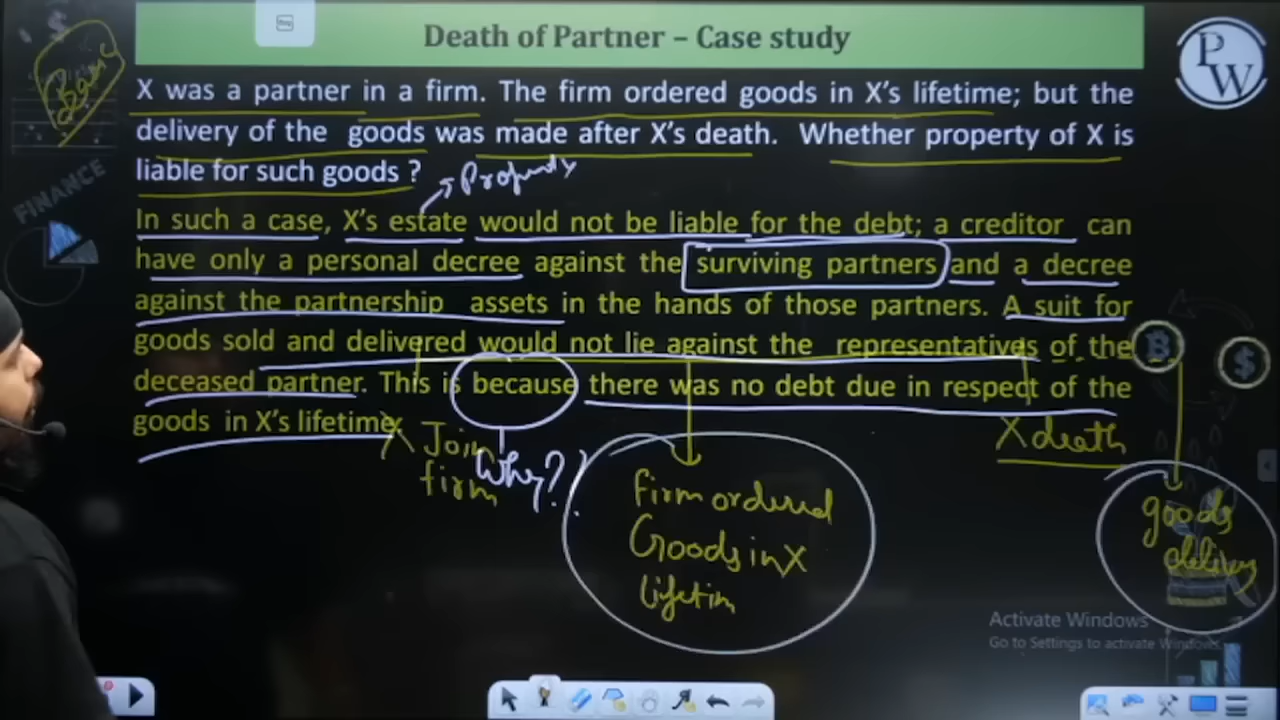 Death of Partner – Case study
P
W
X was a partner in a firm. The firm ordered goods in X's lifetime; but the
delivery of the goods was made after X's death. Whether property of X is
liable for such goods ?
Property
FINANCE
In such a case, X's estate would not be liable for the debt; a creditor can
have only a personal decree against the surviving partners and a decree
against the partnership assets in the hands of those partners. A suit for
goods sold and delivered would not lie against the representatives of the
deceased partner. This is because there was no debt due in respect of the
goods in X's lifetime
X Join
firm
Why??
X death
Firm ordered
Goods in X
lifetim
goods
delivery
Activate Windows
Go to Settings to activate Windows.